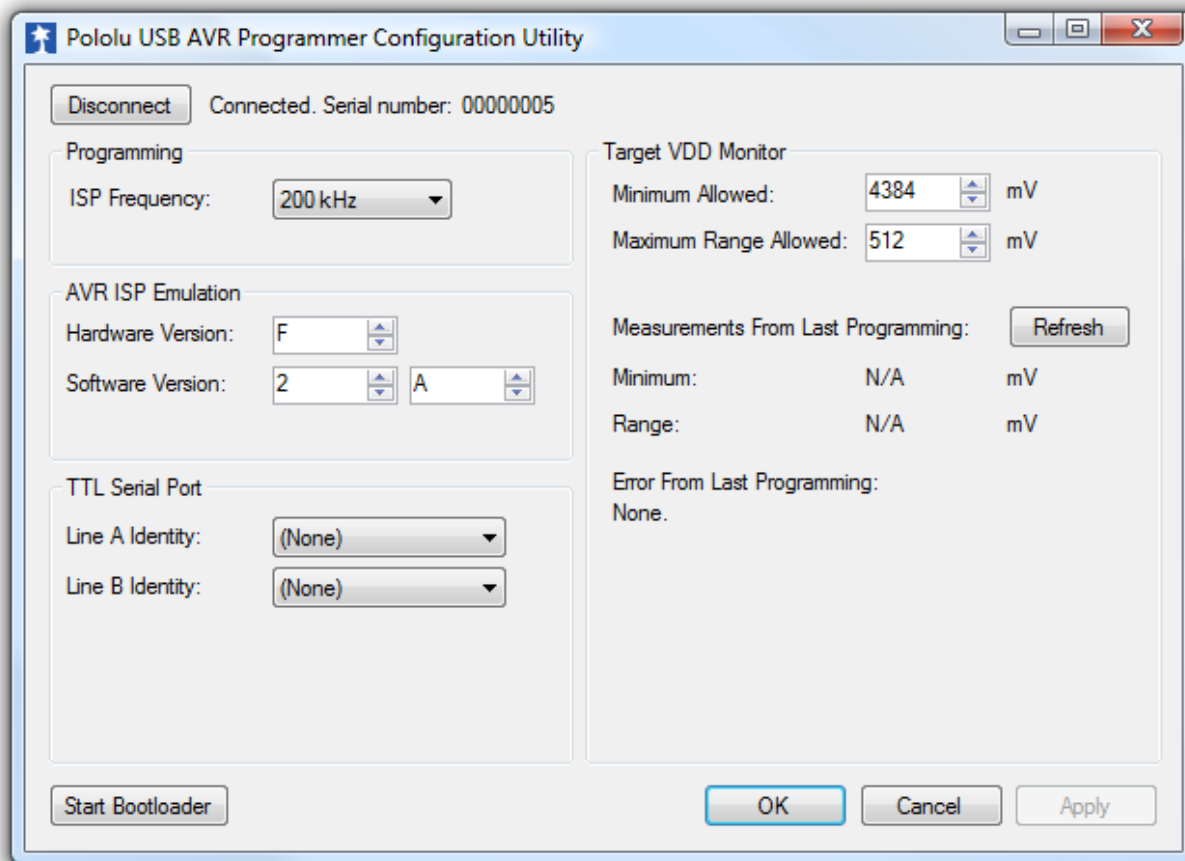 Pololu USB AVR Programmer Configuration Utility
Disconnect Connected. Serial number: 00000005
Programming
ISP Frequency: 200 kHz
AVR ISP Emulation
Hardware Version: F
Software Version: 2 A
TTL Serial Port
Line A Identity: (None)
Line B Identity: (None)
Target VDD Monitor
Minimum Allowed: 4384 mV
Maximum Range Allowed: 512 mV
Measurements From Last Programming: Refresh
Minimum: N/A mV
Range: N/A mV
Error From Last Programming:
None.
Start Bootloader OK Cancel Apply